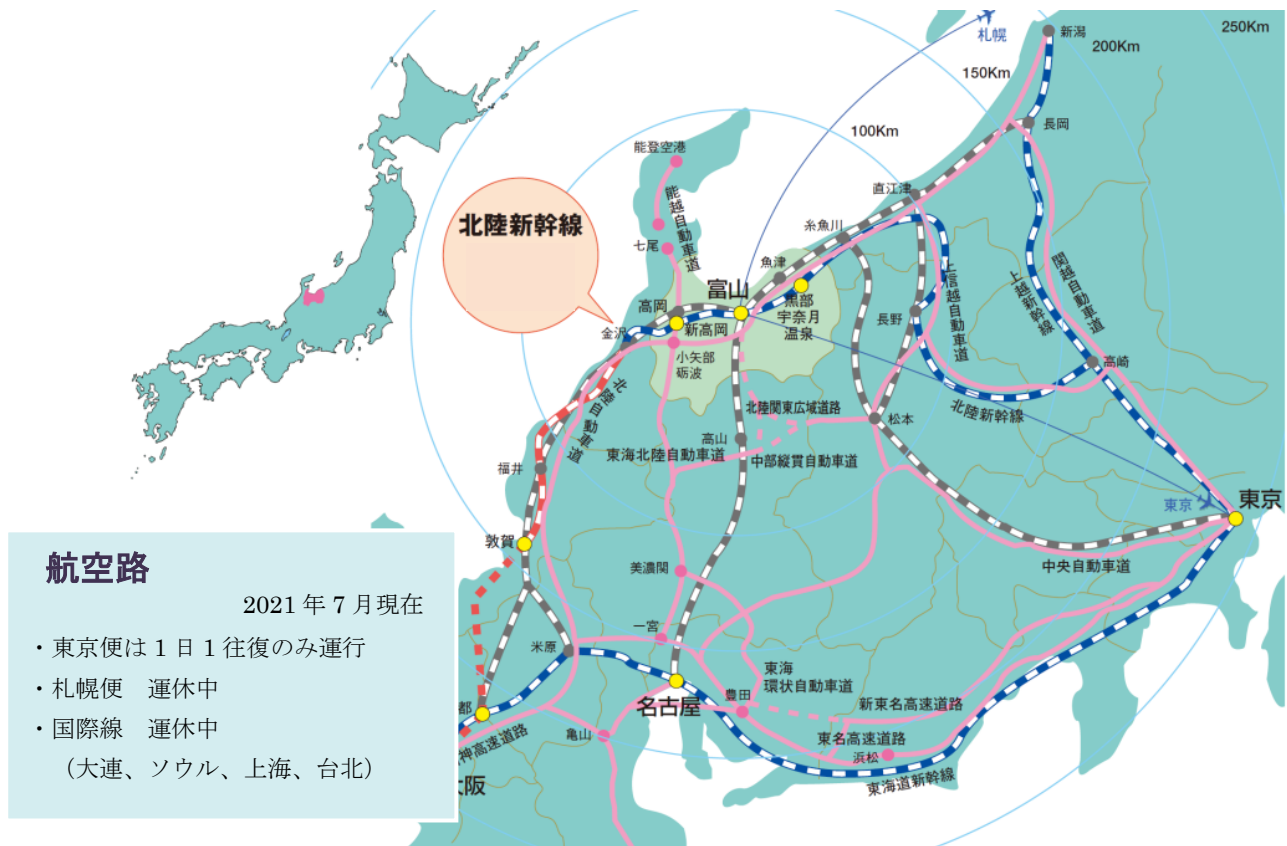 250Km
札幌
新潟
200Km
150Km
長岡
100Km
能登空港
直江津
能越自動車道
北陸新幹線
糸魚川
七尾
魚津
上信越自動車道
上越新幹線
関越自動車道
富山
高岡
黒部
宇奈月
温泉
長野
金沢
新高岡
小矢部
砺波
高崎
北陸自動車道
北陸関東広域道路
北陸新幹線
松本
高山
東海北陸自動車道
中部縦貫自動車道
福井
東京
東京
敦賀
美濃関
中央自動車道
一宮
米原
東海
環状自動車道
豊田
名古屋
新東名高速道路
都
神高速道路
亀山
東名高速道路
浜松
東海道新幹線
大阪
航空路
2021年7月現在
・東京便は1日1往復のみ運行
・札幌便　運休中
・国際線　運休中
（大連、ソウル、上海、台北）